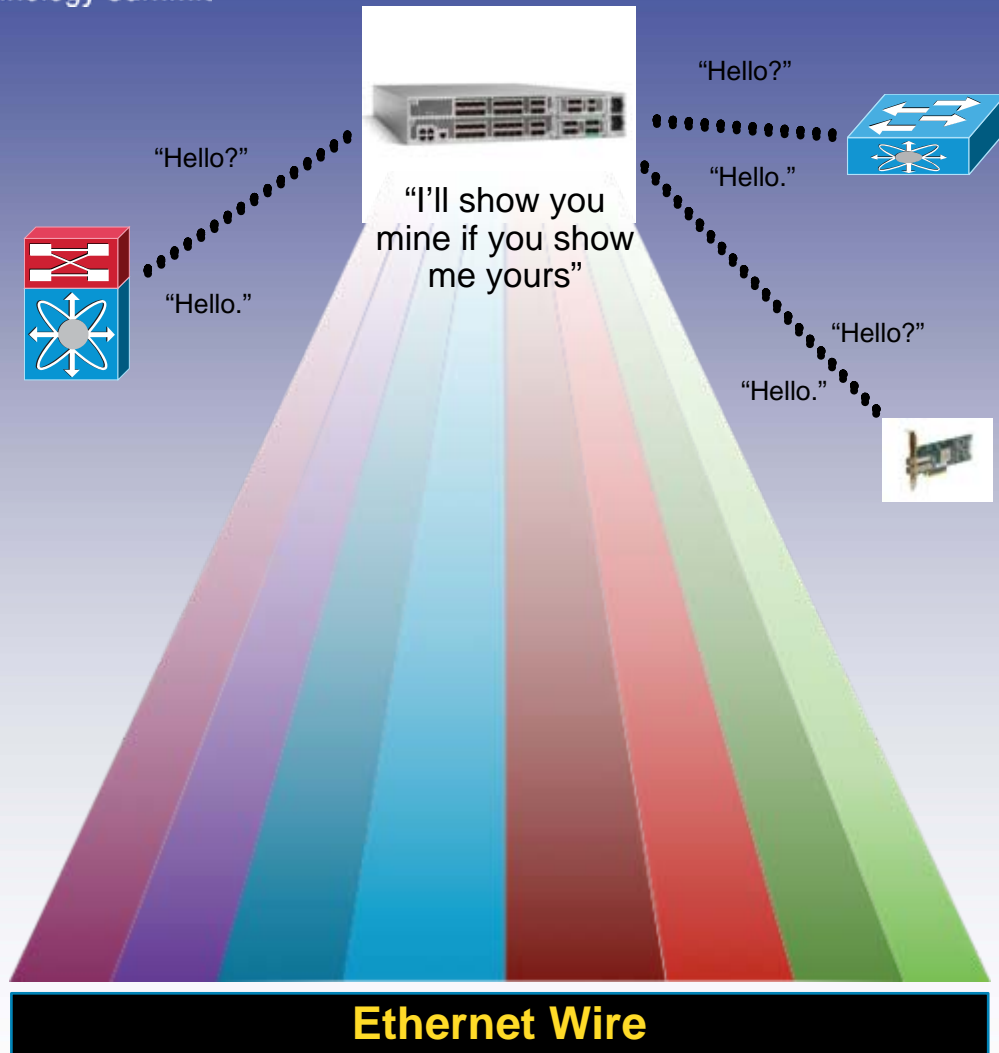 "Hello?"
"Hello?"
"Hello."
"I'll show you
mine if you show
me yours"
"Hello."
"Hello?"
"Hello."
Ethernet Wire